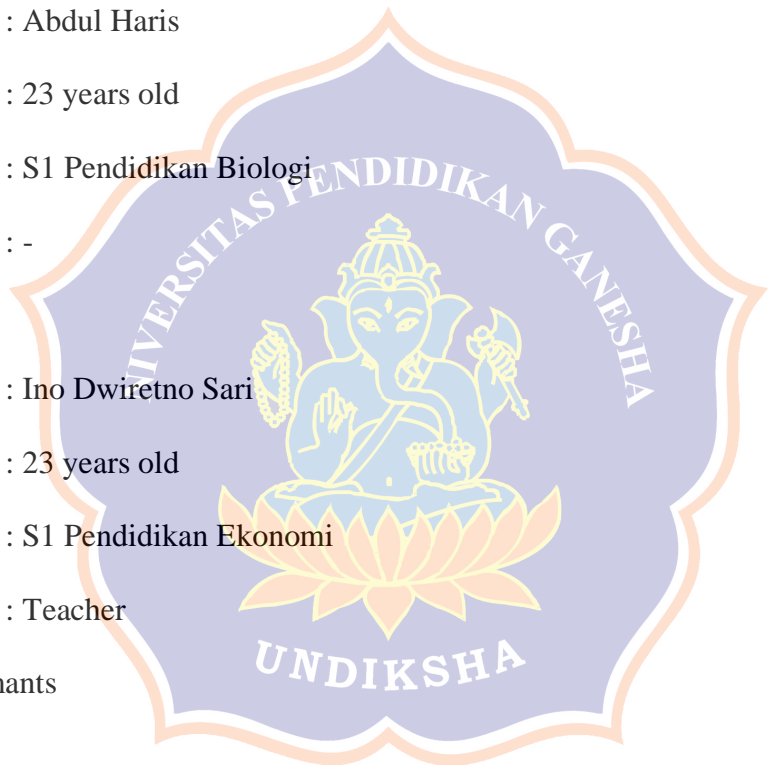 : Abdul Haris
: 23 years old
: S1 Pendidikan Biologi
: -
: Ino Dwiretno Sari
: 23 years old
: S1 Pendidikan Ekonomi
: Teacher
nants
NIVERSITAS PENDIDIKAN GANESHA
UNDIKSHA